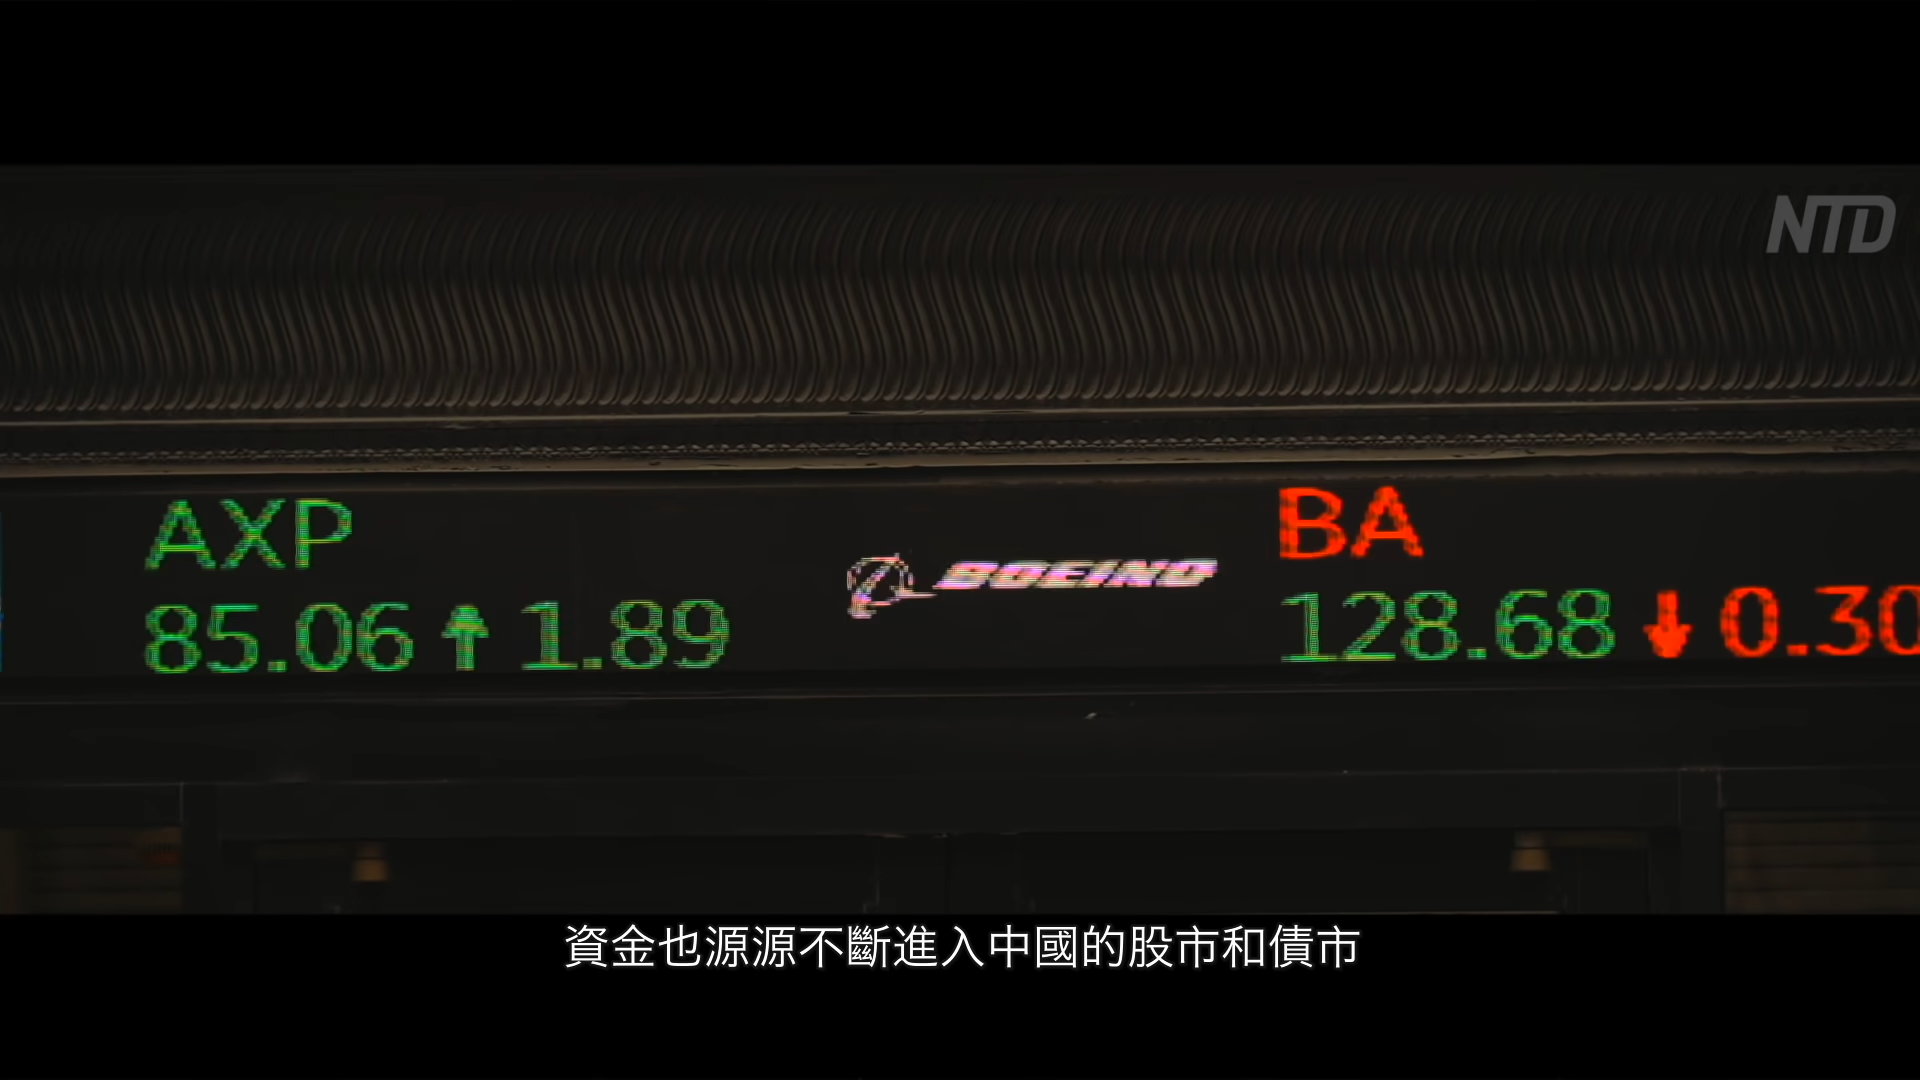 NTD
AXP
85.06 ↑ 1.89
BOEING
BA
128.68 ↓ 0.30
資金也源源不斷進入中國的股市和債市